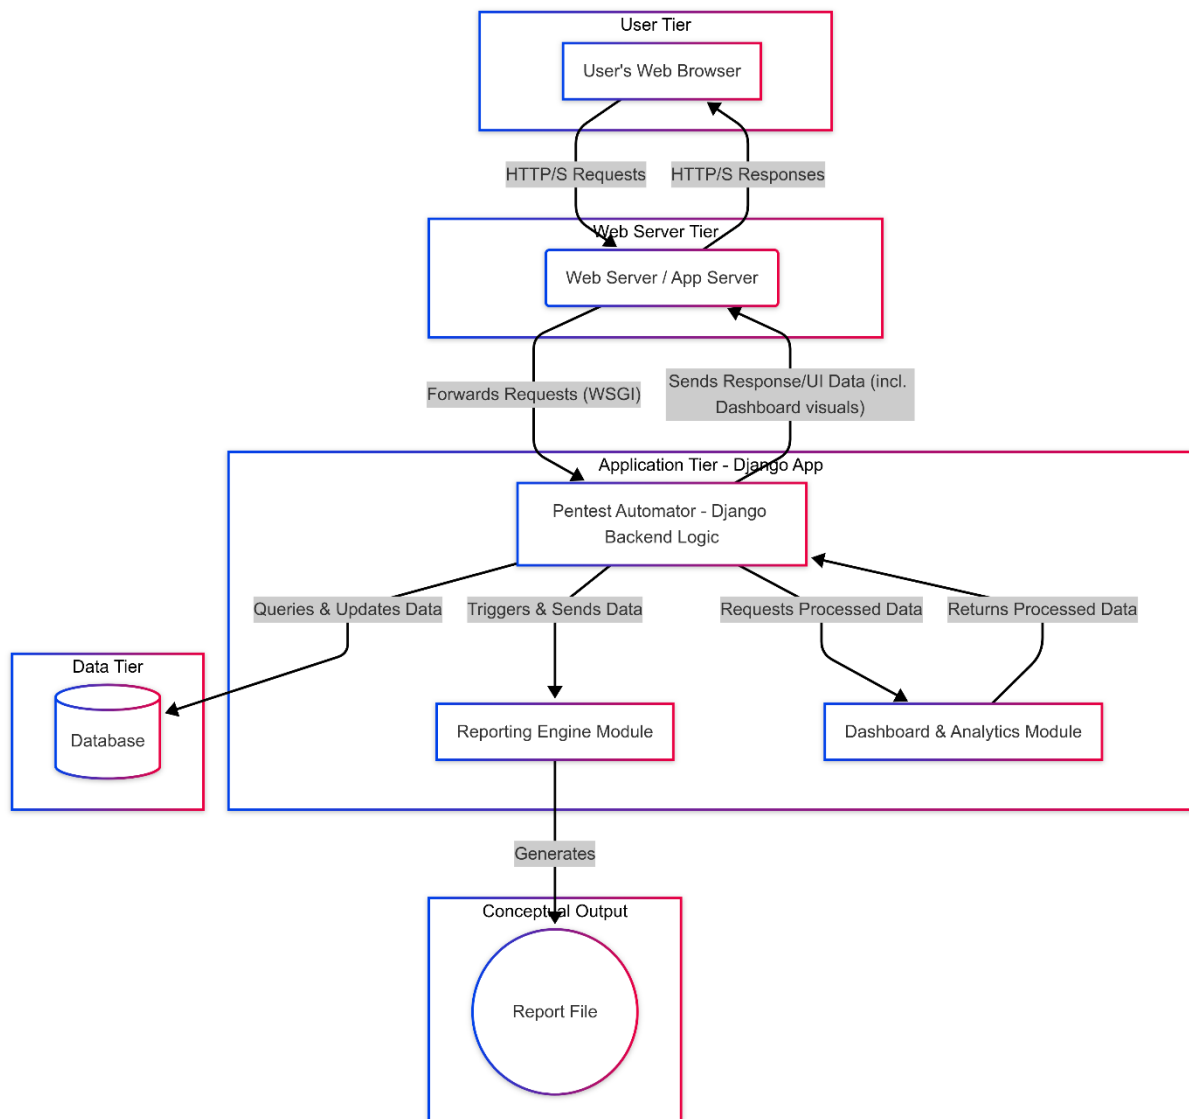 User Tier
User's Web Browser
HTTP/S Requests
HTTP/S Responses
Web Server Tier
Web Server / App Server
Forwards Requests (WSGI)
Sends Response/UI Data (incl.
Dashboard visuals)
Application Tier - Django App
Pentest Automator - Django
Backend Logic
Queries & Updates Data
Triggers & Sends Data
Requests Processed Data
Returns Processed Data
Data Tier
Database
Reporting Engine Module
Dashboard & Analytics Module
Generates
Conceptual Output
Report File